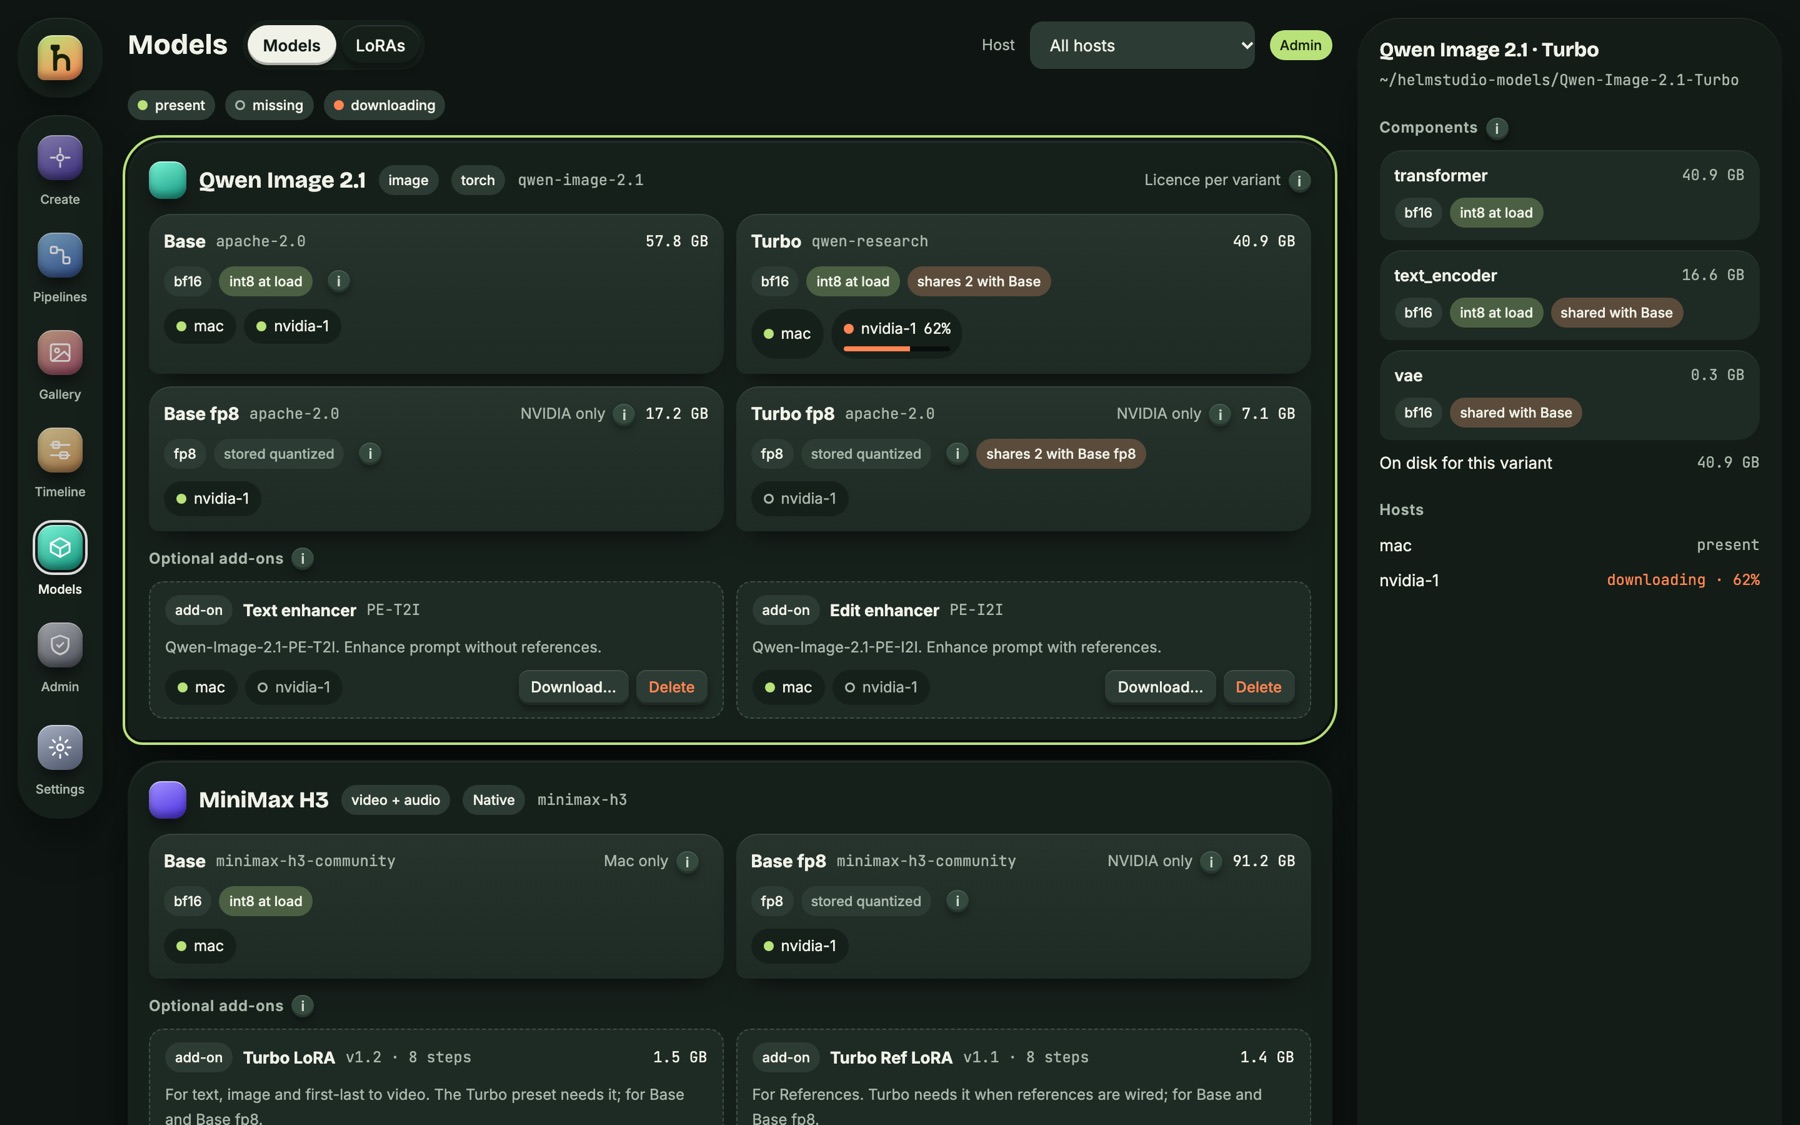 h
Create
Pipelines
Gallery
Timeline
Models
Admin
Settings
Models
Models
LoRAs
Host
All hosts
Admin
present
missing
downloading
Qwen Image 2.1
image
torch
qwen-image-2.1
Licence per variant
i
Base apache-2.0
57.8 GB
bf16
int8 at load
i
mac
nvidia-1
Turbo qwen-research
40.9 GB
bf16
int8 at load
shares 2 with Base
mac
nvidia-1 62%
Base fp8 apache-2.0
NVIDIA only
i
17.2 GB
fp8
stored quantized
i
nvidia-1
Turbo fp8 apache-2.0
NVIDIA only
i
7.1 GB
fp8
stored quantized
i
shares 2 with Base fp8
nvidia-1
Optional add-ons
i
add-on
Text enhancer PE-T2I
Qwen-Image-2.1-PE-T2I. Enhance prompt without references.
mac
nvidia-1
Download...
Delete
add-on
Edit enhancer PE-I2I
Qwen-Image-2.1-PE-I2I. Enhance prompt with references.
mac
nvidia-1
Download...
Delete
MiniMax H3
video + audio
Native
minimax-h3
Base minimax-h3-community
Mac only
i
bf16
int8 at load
mac
Base fp8 minimax-h3-community
NVIDIA only
i
91.2 GB
fp8
stored quantized
i
nvidia-1
Optional add-ons
i
add-on
Turbo LoRA v1.2 · 8 steps
1.5 GB
For text, image and first-last to video. The Turbo preset needs it; for Base
and Base fp8.
add-on
Turbo Ref LoRA v1.1 · 8 steps
1.4 GB
For References. Turbo needs it when references are wired; for Base and
Base fp8.
Qwen Image 2.1 · Turbo
~/helmstudio-models/Qwen-Image-2.1-Turbo
Components
i
transformer
40.9 GB
bf16
int8 at load
text_encoder
16.6 GB
bf16
int8 at load
shared with Base
vae
0.3 GB
bf16
shared with Base
On disk for this variant
40.9 GB
Hosts
mac
present
nvidia-1
downloading · 62%